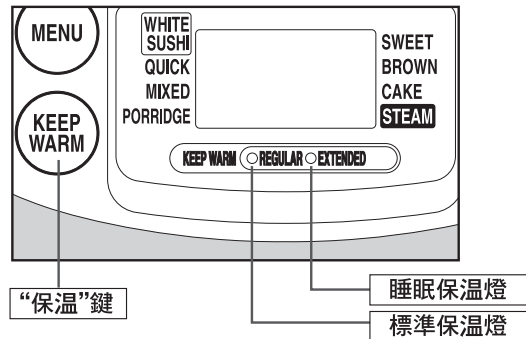 MENU
WHITE
SUSHI
QUICK
MIXED
PORRIDGE
SWEET
BROWN
CAKE
STEAM
KEEP
WARM
KEEP WARM REGULAR EXTENDED
“保温”鍵
睡眠保温燈
標準保温燈